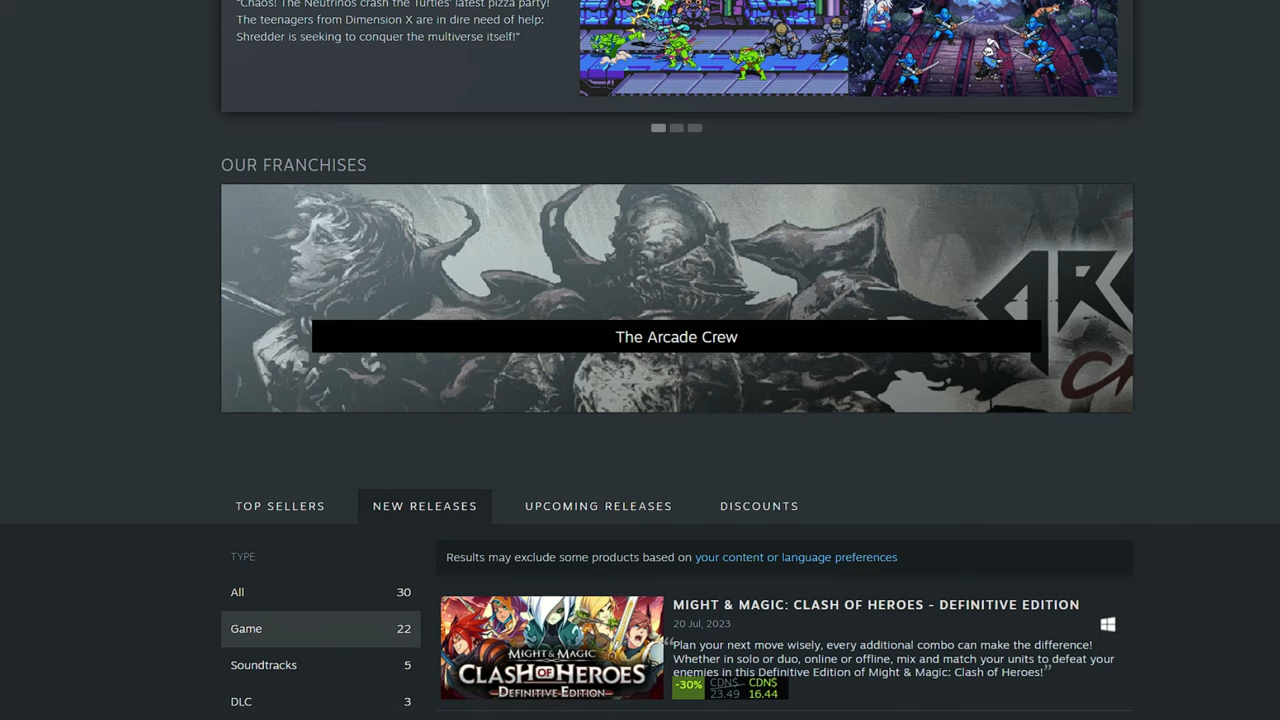 "Chaos! The Neutrinos crash the Turtles' latest pizza party!
The teenagers from Dimension X are in dire need of help:
Shredder is seeking to conquer the multiverse itself!"
OUR FRANCHISES
The Arcade Crew
TOP SELLERS
NEW RELEASES
UPCOMING RELEASES
DISCOUNTS
TYPE
Results may exclude some products based on your content or language preferences
All 30
Game 22
Soundtracks 5
DLC 3
MIGHT & MAGIC
CLASH OF HEROES
-DEFINITIVE EDITION-
MIGHT & MAGIC: CLASH OF HEROES - DEFINITIVE EDITION
20 Jul, 2023
"Plan your next move wisely, every additional combo can make the difference!
Whether in solo or duo, online or offline, mix and match your units to defeat your
enemies in this Definitive Edition of Might & Magic: Clash of Heroes!"
-30%
CDN$ 23.49
CDN$ 16.44